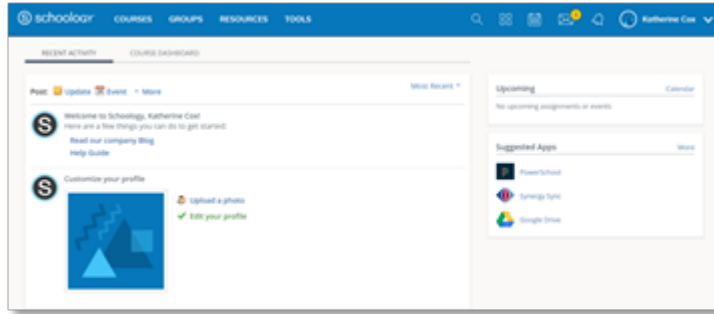 schoology COURSES GROUPS RESOURCES TOOLS Katherine Cox
RECENT ACTIVITY COURSE DASHBOARD
Post: Update Event More
Most Recent
Welcome to Schoology, Katherine Cox!
Here are a few things you can do to get started:
Read our company Blog
Help Guide
Customize your profile
Upload a photo
Edit your profile
Upcoming Calendar
No upcoming assignments or events
Suggested Apps More
PowerSchool
Synergy Sync
Google Drive